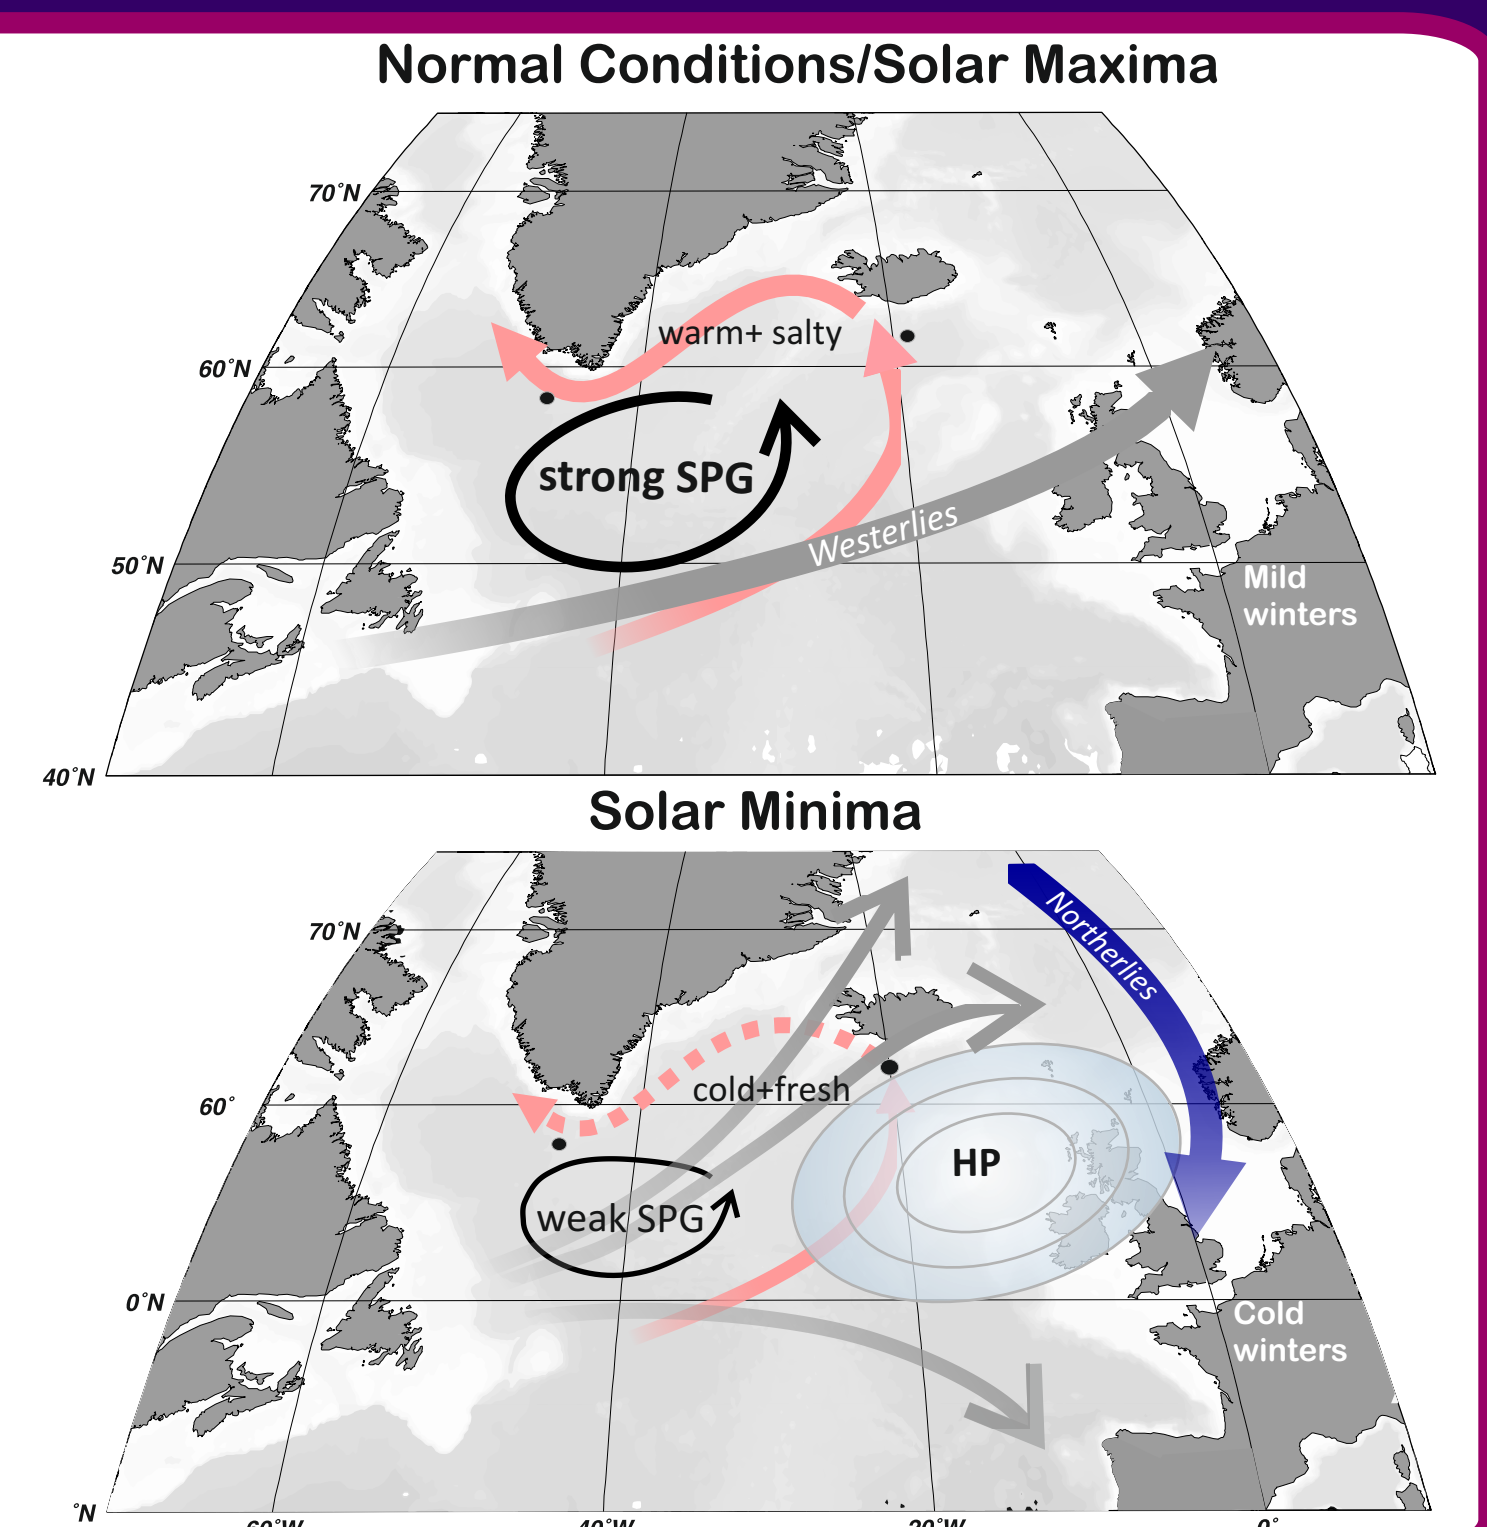 Normal Conditions/Solar Maxima
70°N
warm+ salty
60°N
strong SPG
Westerlies
50°N
Mild
winters
40°N
Solar Minima
Northerlies
70°N
cold+fresh
60°
HP
weak SPG
0°N
Cold
winters
°N
60°W
40°W
20°W
0°